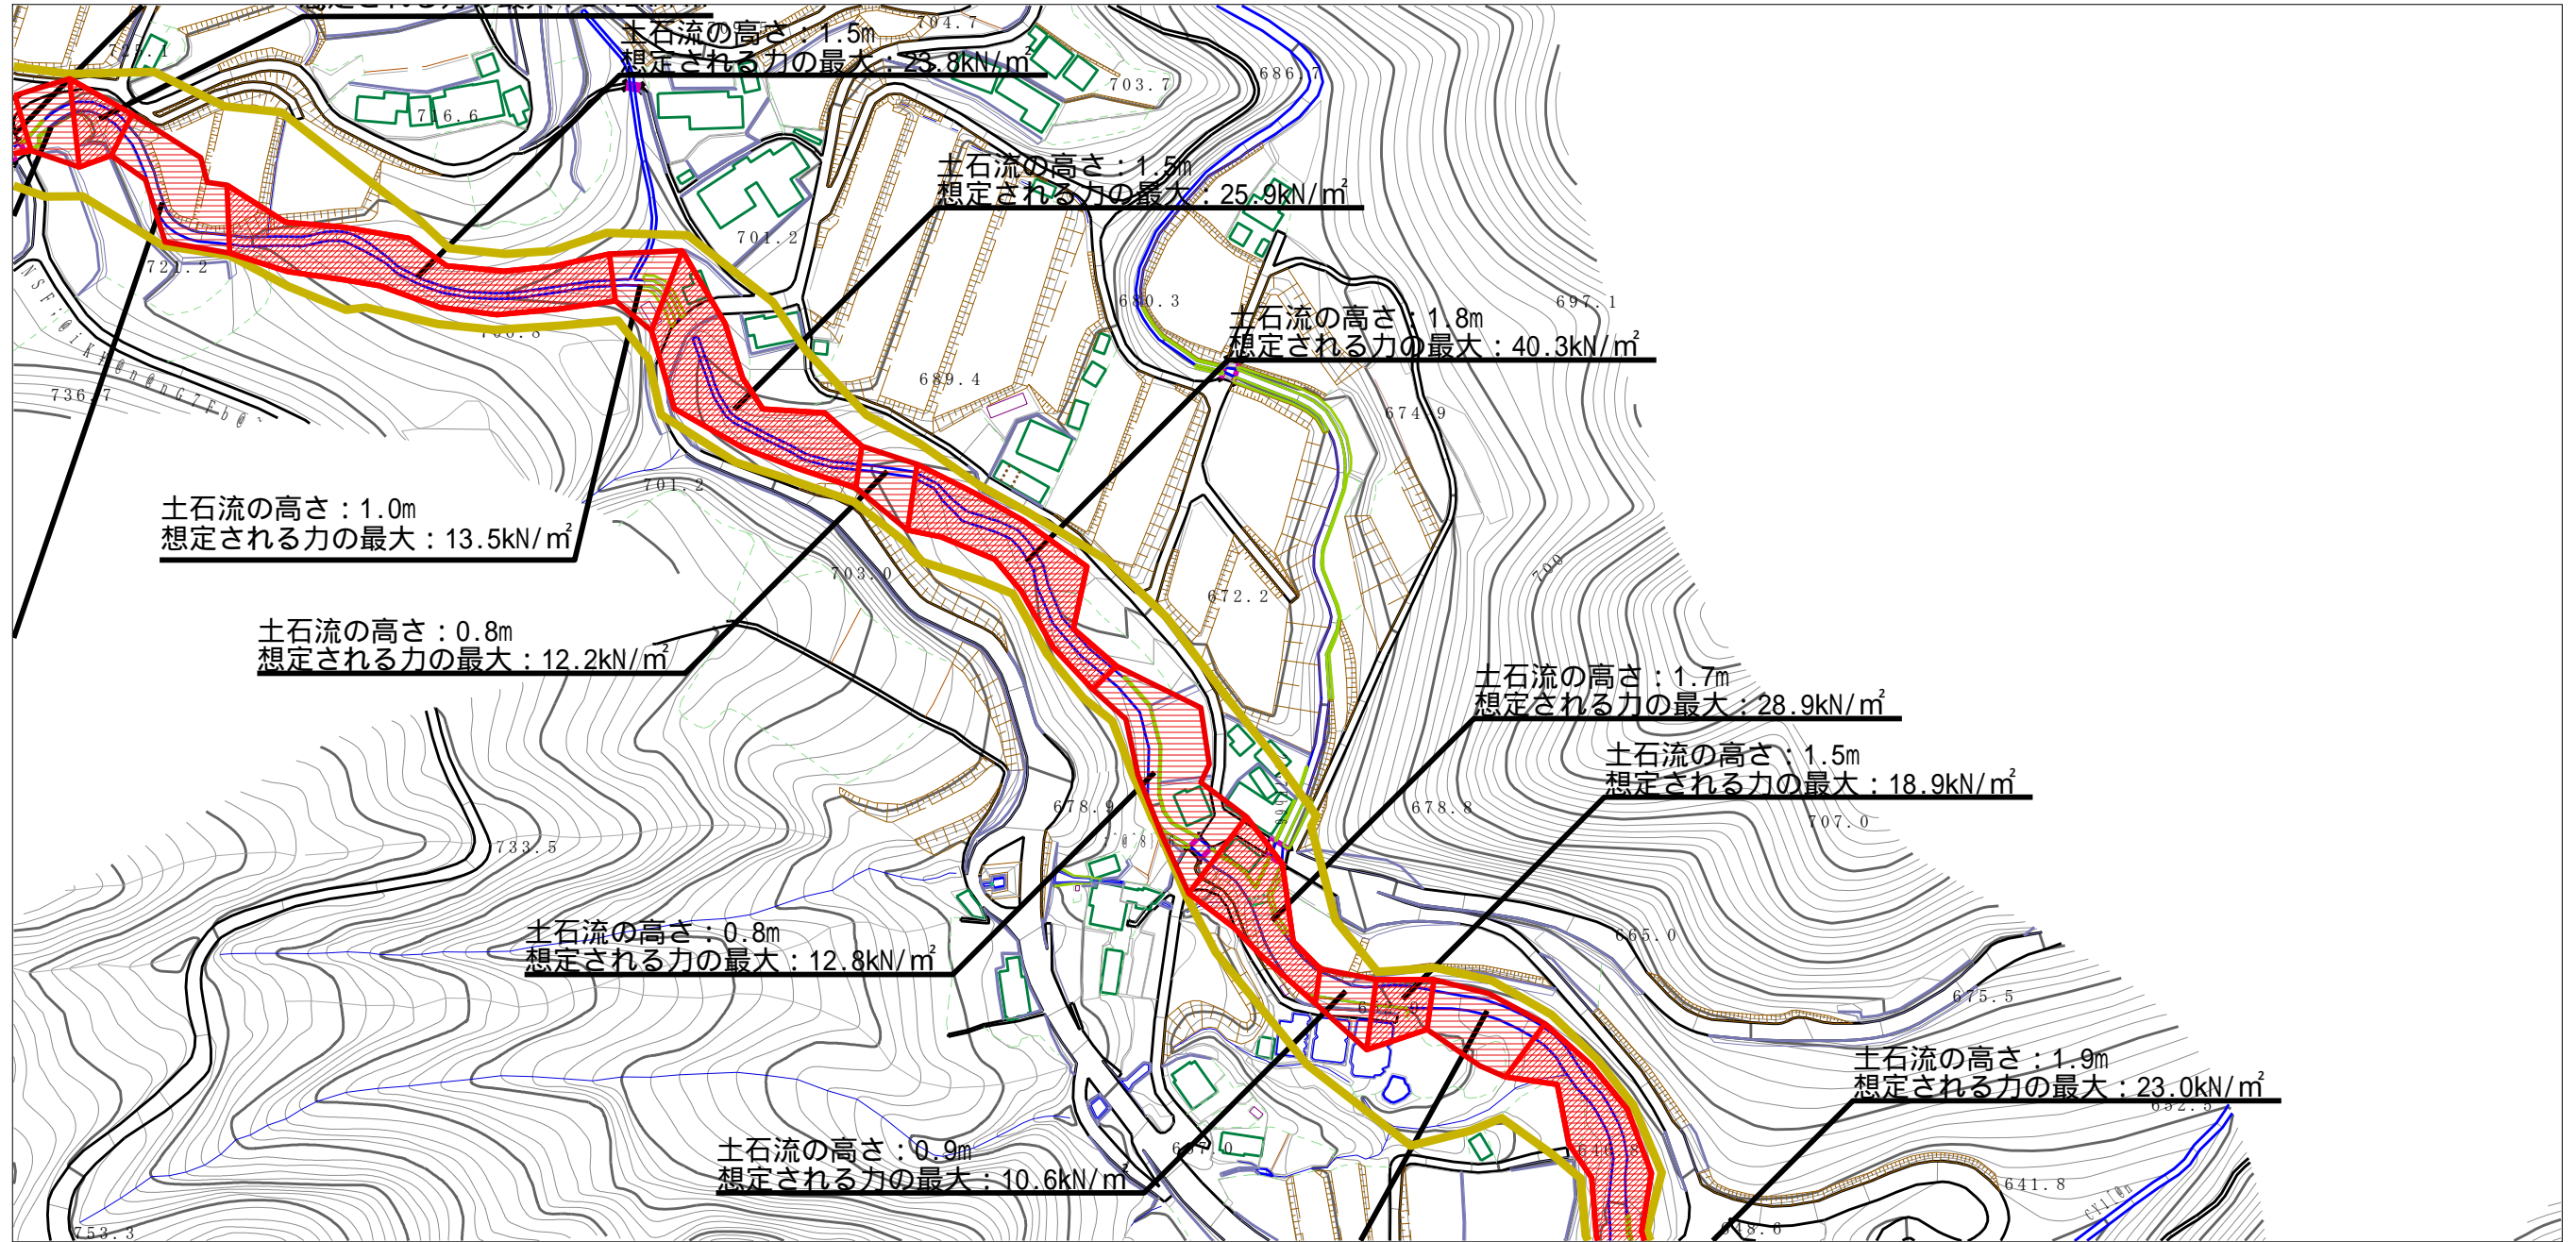 土石流の高さ：1.5m
想定される力の最大：23.8kN/㎡
704.7
725.1
703.7
686.7
716.6
土石流の高さ：1.5m
想定される力の最大：25.9kN/㎡
701.2
721.2
680.3
697.1
土石流の高さ：1.8m
想定される力の最大：40.3kN/㎡
706.8
689.4
736.7
674.9
701.2
土石流の高さ：1.0m
想定される力の最大：13.5kN/㎡
703.0
700
672.2
土石流の高さ：0.8m
想定される力の最大：12.2kN/㎡
土石流の高さ：1.7m
想定される力の最大：28.9kN/㎡
土石流の高さ：1.5m
想定される力の最大：18.9kN/㎡
678.9
678.8
707.0
733.5
土石流の高さ：0.8m
想定される力の最大：12.8kN/㎡
665.0
675.5
土石流の高さ：1.9m
想定される力の最大：23.0kN/㎡
652.5
土石流の高さ：0.9m
想定される力の最大：10.6kN/㎡
641.8
753.3